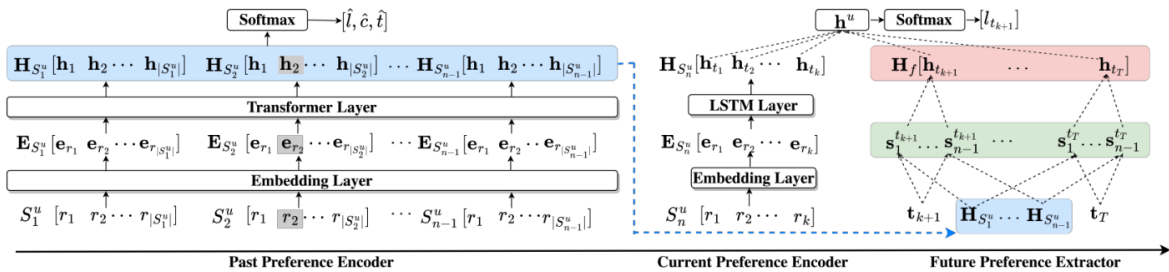 Softmax → [l̂, ĉ, t̂]
h^u → Softmax → [l_{t_{k+1}}]
H_{S_1^u} [h_1 h_2 ⋯ h_{|S_1^u|}] H_{S_2^u} [h_1 h_2 ⋯ h_{|S_2^u|}] ⋯ H_{S_{n-1}^u} [h_1 h_2 ⋯ h_{|S_{n-1}^u|}]
H_{S_n^u} [h_{t_1} h_{t_2} ⋯ h_{t_k}]
H_f [h_{t_{k+1}} ⋯ h_{t_T}]
Transformer Layer
LSTM Layer
E_{S_1^u} [e_{r_1} e_{r_2} ⋯ e_{r_{|S_1^u|}}] E_{S_2^u} [e_{r_1} e_{r_2} ⋯ e_{r_{|S_2^u|}}] ⋯ E_{S_{n-1}^u} [e_{r_1} e_{r_2} ⋯ e_{r_{|S_{n-1}^u|}}]
E_{S_n^u} [e_{r_1} e_{r_2} ⋯ e_{r_k}]
s_1^{t_{k+1}} ⋯ s_{n-1}^{t_{k+1}} ⋯ s_1^{t_T} ⋯ s_{n-1}^{t_T}
Embedding Layer
Embedding Layer
S_1^u [r_1 r_2 ⋯ r_{|S_1^u|}] S_2^u [r_1 r_2 ⋯ r_{|S_2^u|}] ⋯ S_{n-1}^u [r_1 r_2 ⋯ r_{|S_{n-1}^u|}]
S_n^u [r_1 r_2 ⋯ r_k]
t_{k+1} H_{S_1^u} ⋯ H_{S_{n-1}^u} t_T
Past Preference Encoder
Current Preference Encoder
Future Preference Extractor